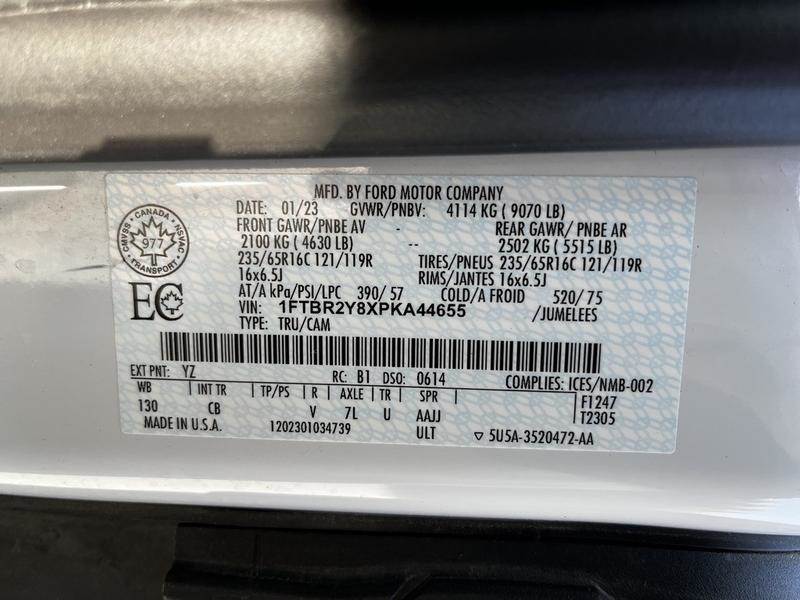 MFD. BY FORD MOTOR COMPANY
DATE: 01/23 GVWR/PNBV: 4114 KG ( 9070 LB)
FRONT GAWR/PNBE AV REAR GAWR/ PNBE AR
2100 KG ( 4630 LB) -- 2502 KG ( 5515 LB)
235/65R16C 121/119R TIRES/PNEUS 235/65R16C 121/119R
16x6.5J RIMS/JANTES 16x6.5J
AT/A kPa/PSI/LPC 390/ 57 COLD/A FROID 520/ 75
VIN: 1FTBR2Y8XPKA44655 /JUMELEES
TYPE: TRU/CAM
CANADA
CMVSS NSVAC
977
TRANSPORT
EC
EXT PNT: YZ RC: B1 DSO: 0614 COMPLIES: ICES/NMB-002
WB INT TR TP/PS R AXLE TR SPR F1247
130 CB V 7L U AAJJ T2305
MADE IN U.S.A. 1202301034739 ULT ▽ 5U5A-3520472-AA